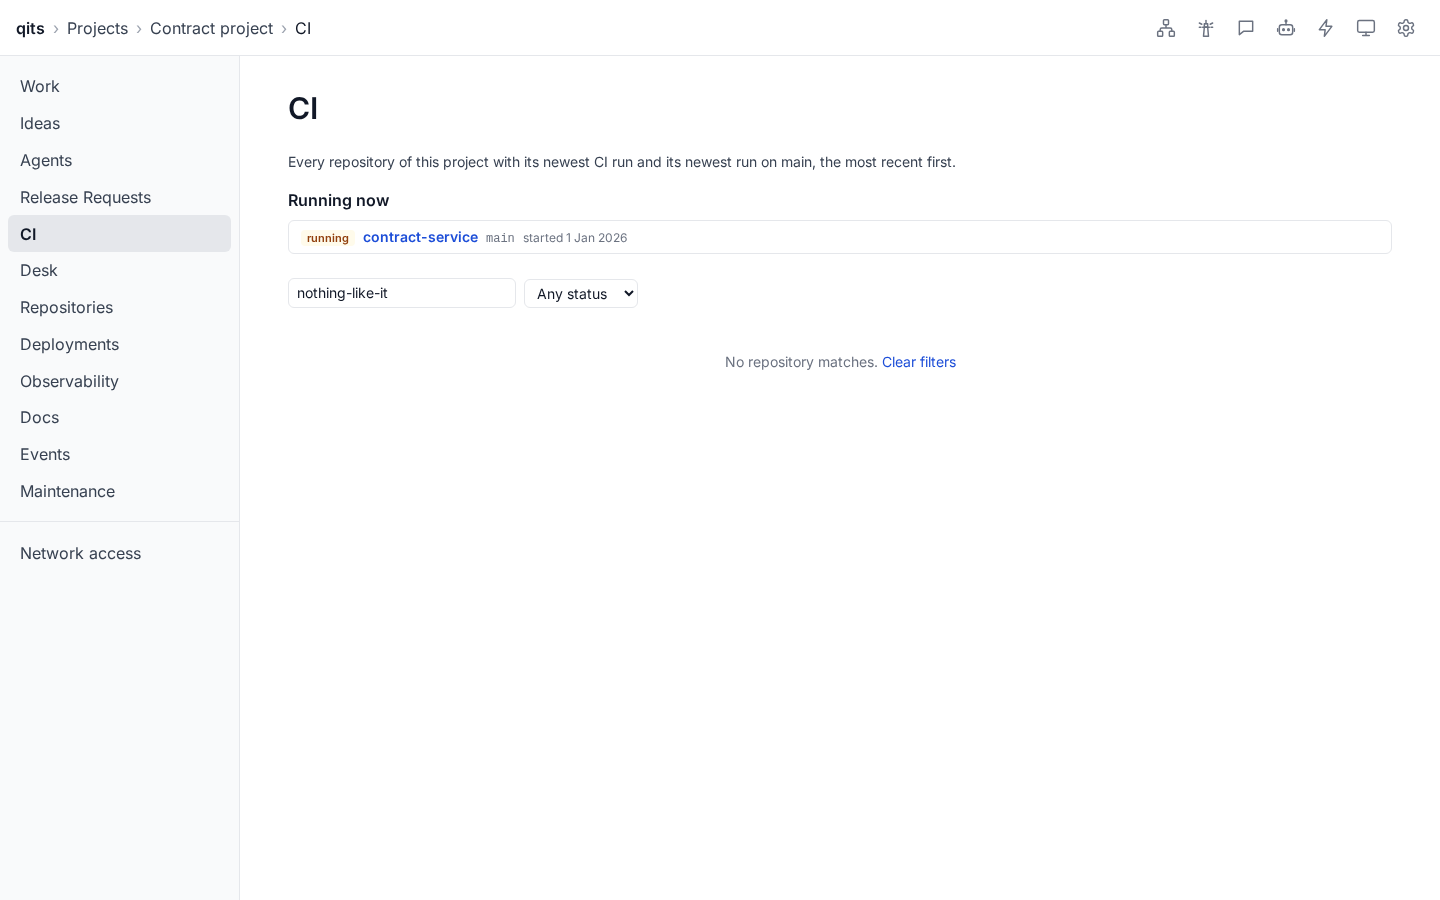 qits › Projects › Contract project › CI
Work
Ideas
Agents
Release Requests
CI
Desk
Repositories
Deployments
Observability
Docs
Events
Maintenance
Network access
CI
Every repository of this project with its newest CI run and its newest run on main, the most recent first.
Running now
running contract-service main started 1 Jan 2026
nothing-like-it Any status
No repository matches. Clear filters